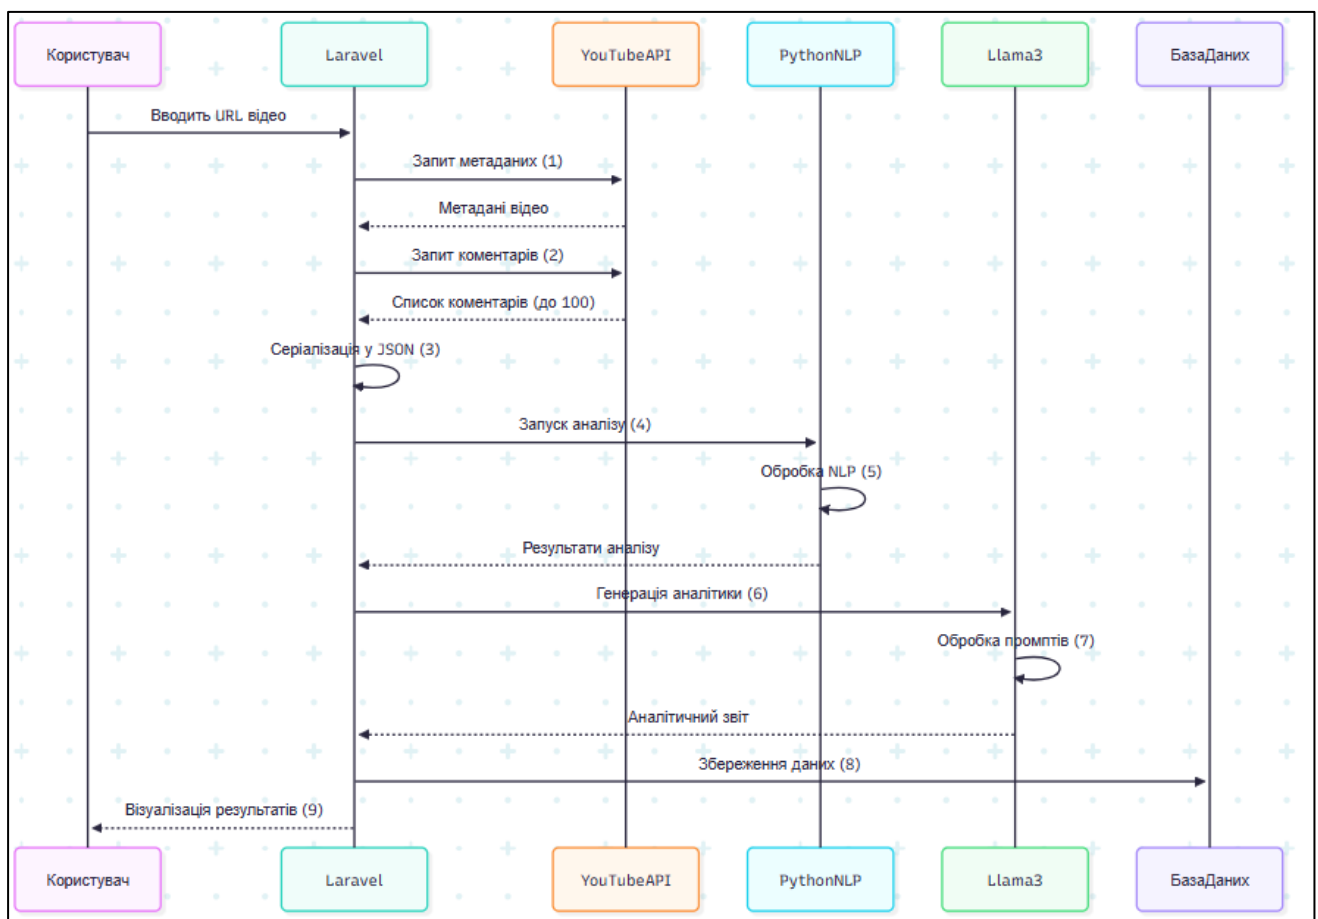 Користувач
Laravel
YouTubeAPI
PythonNLP
Llama3
БазаДаних
Вводить URL відео
Запит метаданих (1)
Метадані відео
Запит коментарів (2)
Список коментарів (до 100)
Серіалізація у JSON (3)
Запуск аналізу (4)
Обробка NLP (5)
Результати аналізу
Генерація аналітики (6)
Обробка промптів (7)
Аналітичний звіт
Збереження даних (8)
Візуалізація результатів (9)
Користувач
Laravel
YouTubeAPI
PythonNLP
Llama3
БазаДаних